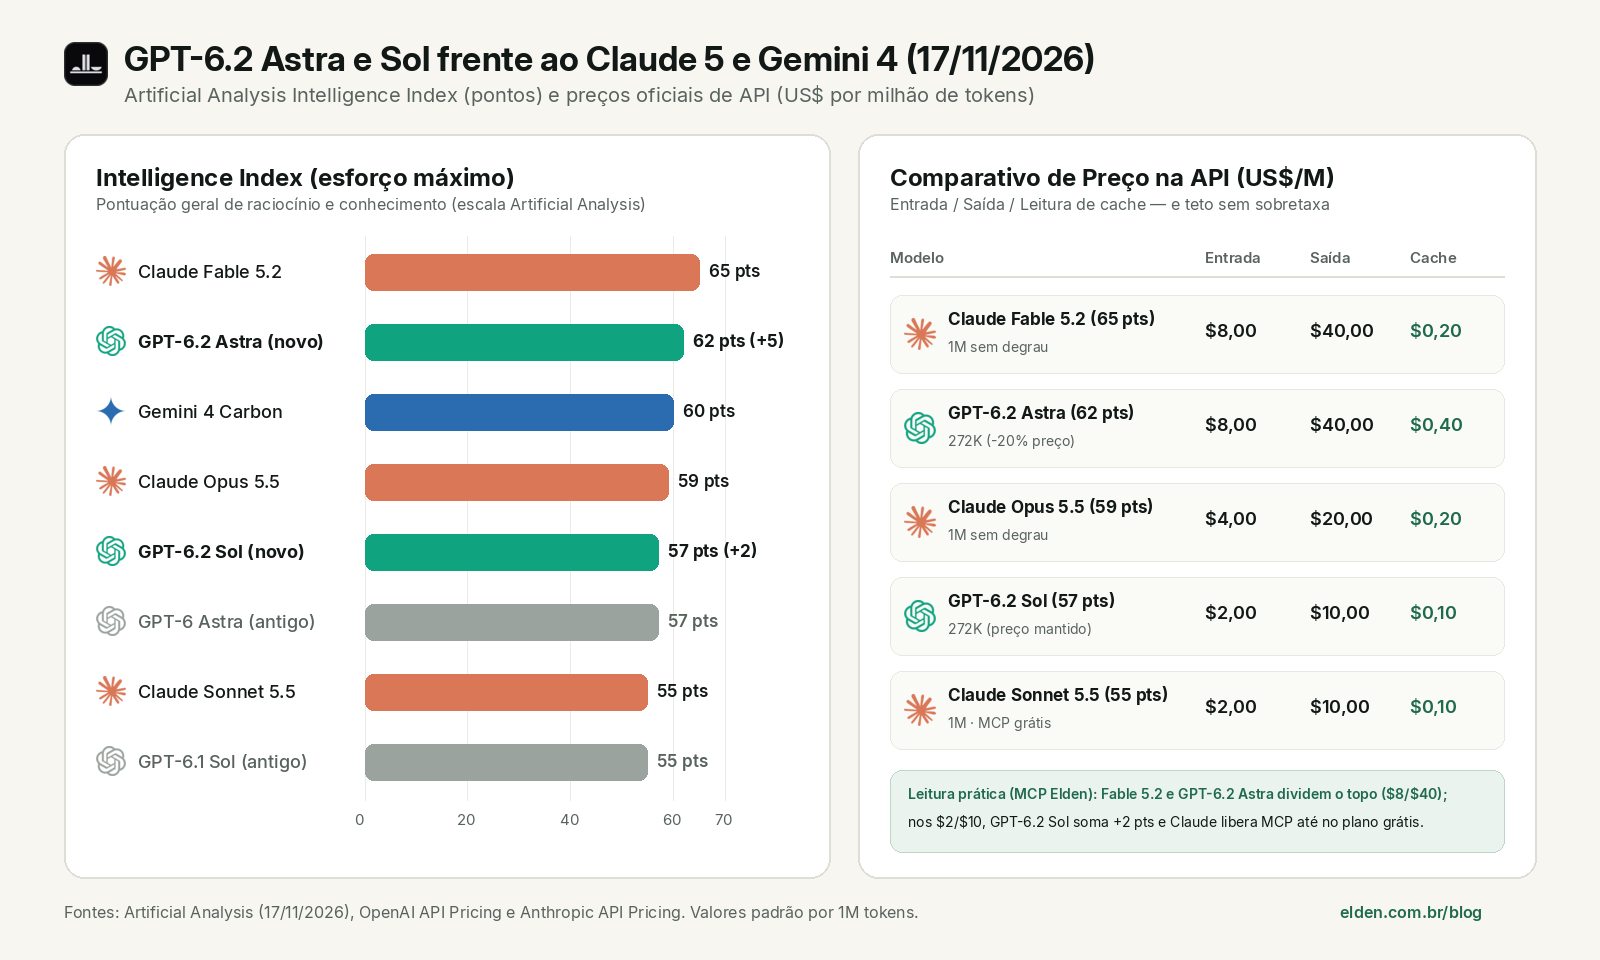 GPT-6.2 Astra e Sol frente ao Claude 5 e Gemini 4 (17/11/2026)
Artificial Analysis Intelligence Index (pontos) e preços oficiais de API (US$ por milhão de tokens)
Intelligence Index (esforço máximo)
Pontuação geral de raciocínio e conhecimento (escala Artificial Analysis)
Claude Fable 5.2 65 pts
GPT-6.2 Astra (novo) 62 pts (+5)
Gemini 4 Carbon 60 pts
Claude Opus 5.5 59 pts
GPT-6.2 Sol (novo) 57 pts (+2)
GPT-6 Astra (antigo) 57 pts
Claude Sonnet 5.5 55 pts
GPT-6.1 Sol (antigo) 55 pts
0 20 40 60 70
Comparativo de Preço na API (US$/M)
Entrada / Saída / Leitura de cache — e teto sem sobretaxa
Modelo Entrada Saída Cache
Claude Fable 5.2 (65 pts) $8,00 $40,00 $0,20
1M sem degrau
GPT-6.2 Astra (62 pts) $8,00 $40,00 $0,40
272K (-20% preço)
Claude Opus 5.5 (59 pts) $4,00 $20,00 $0,20
1M sem degrau
GPT-6.2 Sol (57 pts) $2,00 $10,00 $0,10
272K (preço mantido)
Claude Sonnet 5.5 (55 pts) $2,00 $10,00 $0,10
1M · MCP grátis
Leitura prática (MCP Elden): Fable 5.2 e GPT-6.2 Astra dividem o topo ($8/$40);
nos $2/$10, GPT-6.2 Sol soma +2 pts e Claude libera MCP até no plano grátis.
Fontes: Artificial Analysis (17/11/2026), OpenAI API Pricing e Anthropic API Pricing. Valores padrão por 1M tokens.
elden.com.br/blog